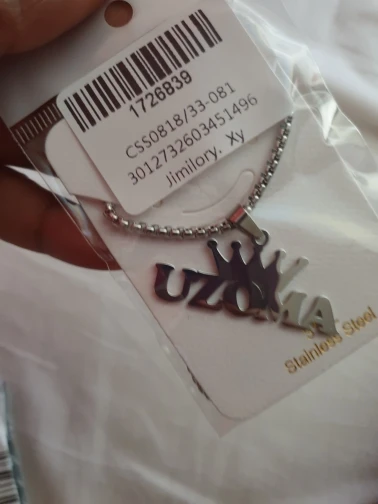 1726839
CSS0818/33-081
3012732603451496
Jimilory. Xy
UZOMA
Stainless Steel